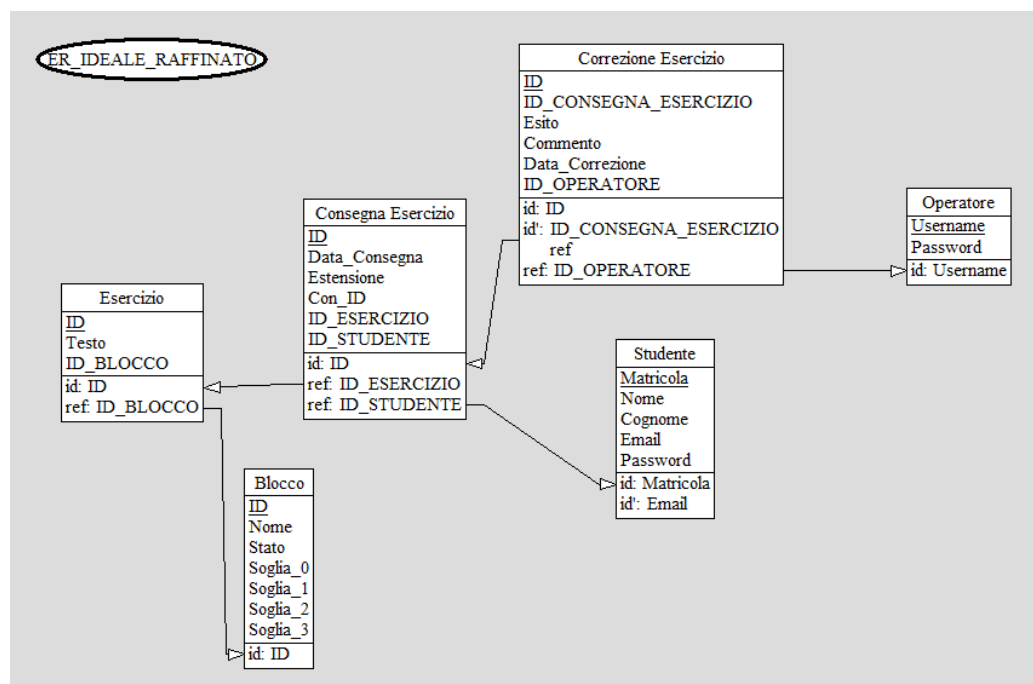 ER_IDEALE_RAFFINATO
Correzione Esercizio
ID
ID_CONSEGNA_ESERCIZIO
Esito
Commento
Data_Correzione
ID_OPERATORE
id: ID
id': ID_CONSEGNA_ESERCIZIO
ref
ref: ID_OPERATORE
Operatore
Username
Password
id: Username
Consegna Esercizio
ID
Data_Consegna
Estensione
Con_ID
ID_ESERCIZIO
ID_STUDENTE
id: ID
ref: ID_ESERCIZIO
ref: ID_STUDENTE
Esercizio
ID
Testo
ID_BLOCCO
id: ID
ref: ID_BLOCCO
Studente
Matricola
Nome
Cognome
Email
Password
id: Matricola
id': Email
Blocco
ID
Nome
Stato
Soglia_0
Soglia_1
Soglia_2
Soglia_3
id: ID